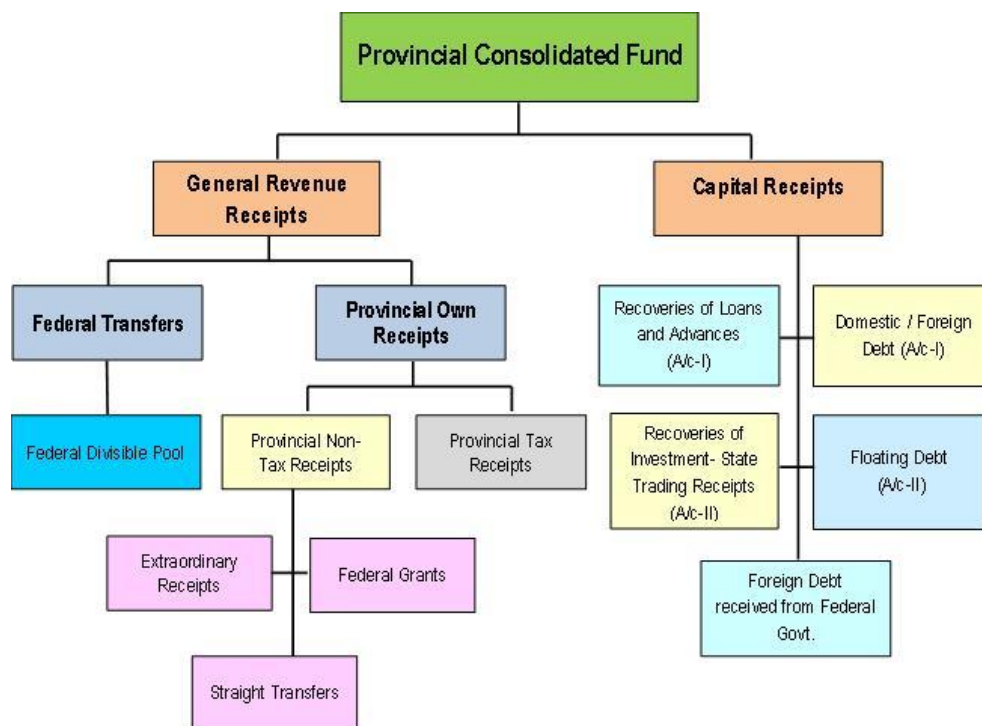 Provincial Consolidated Fund
General Revenue
Receipts
Capital Receipts
Federal Transfers
Provincial Own
Receipts
Recoveries of Loans
and Advances
(A/c-I)
Domestic / Foreign
Debt (A/c-I)
Federal Divisible Pool
Provincial Non-
Tax Receipts
Provincial Tax
Receipts
Recoveries of
Investment- State
Trading Receipts
(A/c-II)
Floating Debt
(A/c-II)
Extraordinary
Receipts
Federal Grants
Foreign Debt
received from Federal
Govt.
Straight Transfers